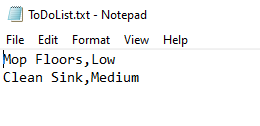 ToDoList.txt - Notepad
File Edit Format View Help
Mop Floors,Low
Clean Sink,Medium